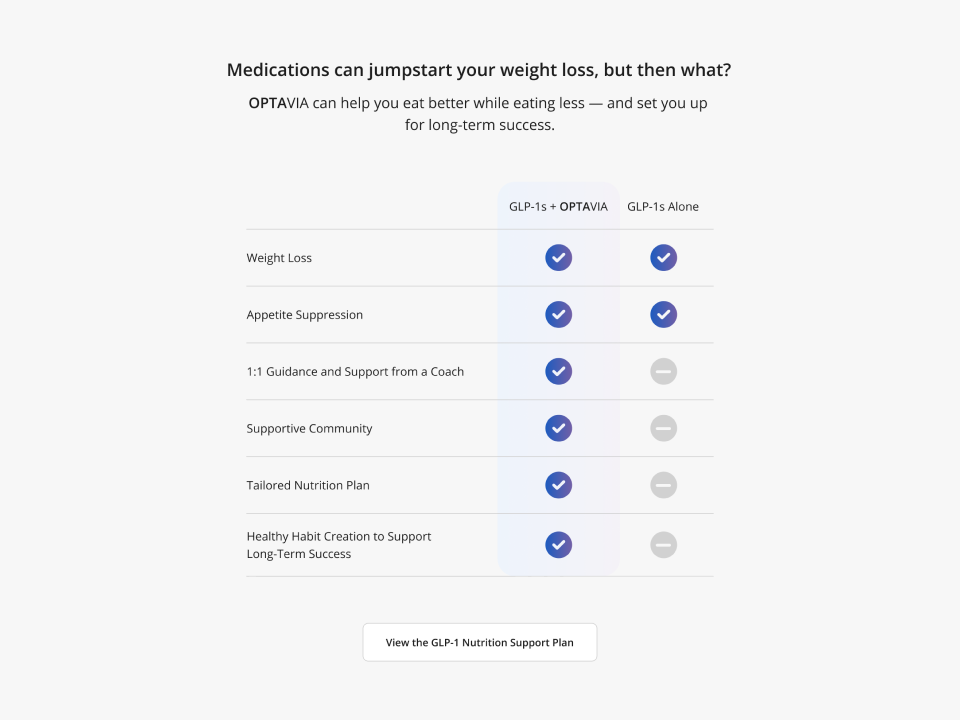 Medications can jumpstart your weight loss, but then what?
OPTAVIA can help you eat better while eating less — and set you up
for long-term success.
GLP-1s + OPTAVIA GLP-1s Alone
Weight Loss
Appetite Suppression
1:1 Guidance and Support from a Coach
Supportive Community
Tailored Nutrition Plan
Healthy Habit Creation to Support
Long-Term Success
View the GLP-1 Nutrition Support Plan